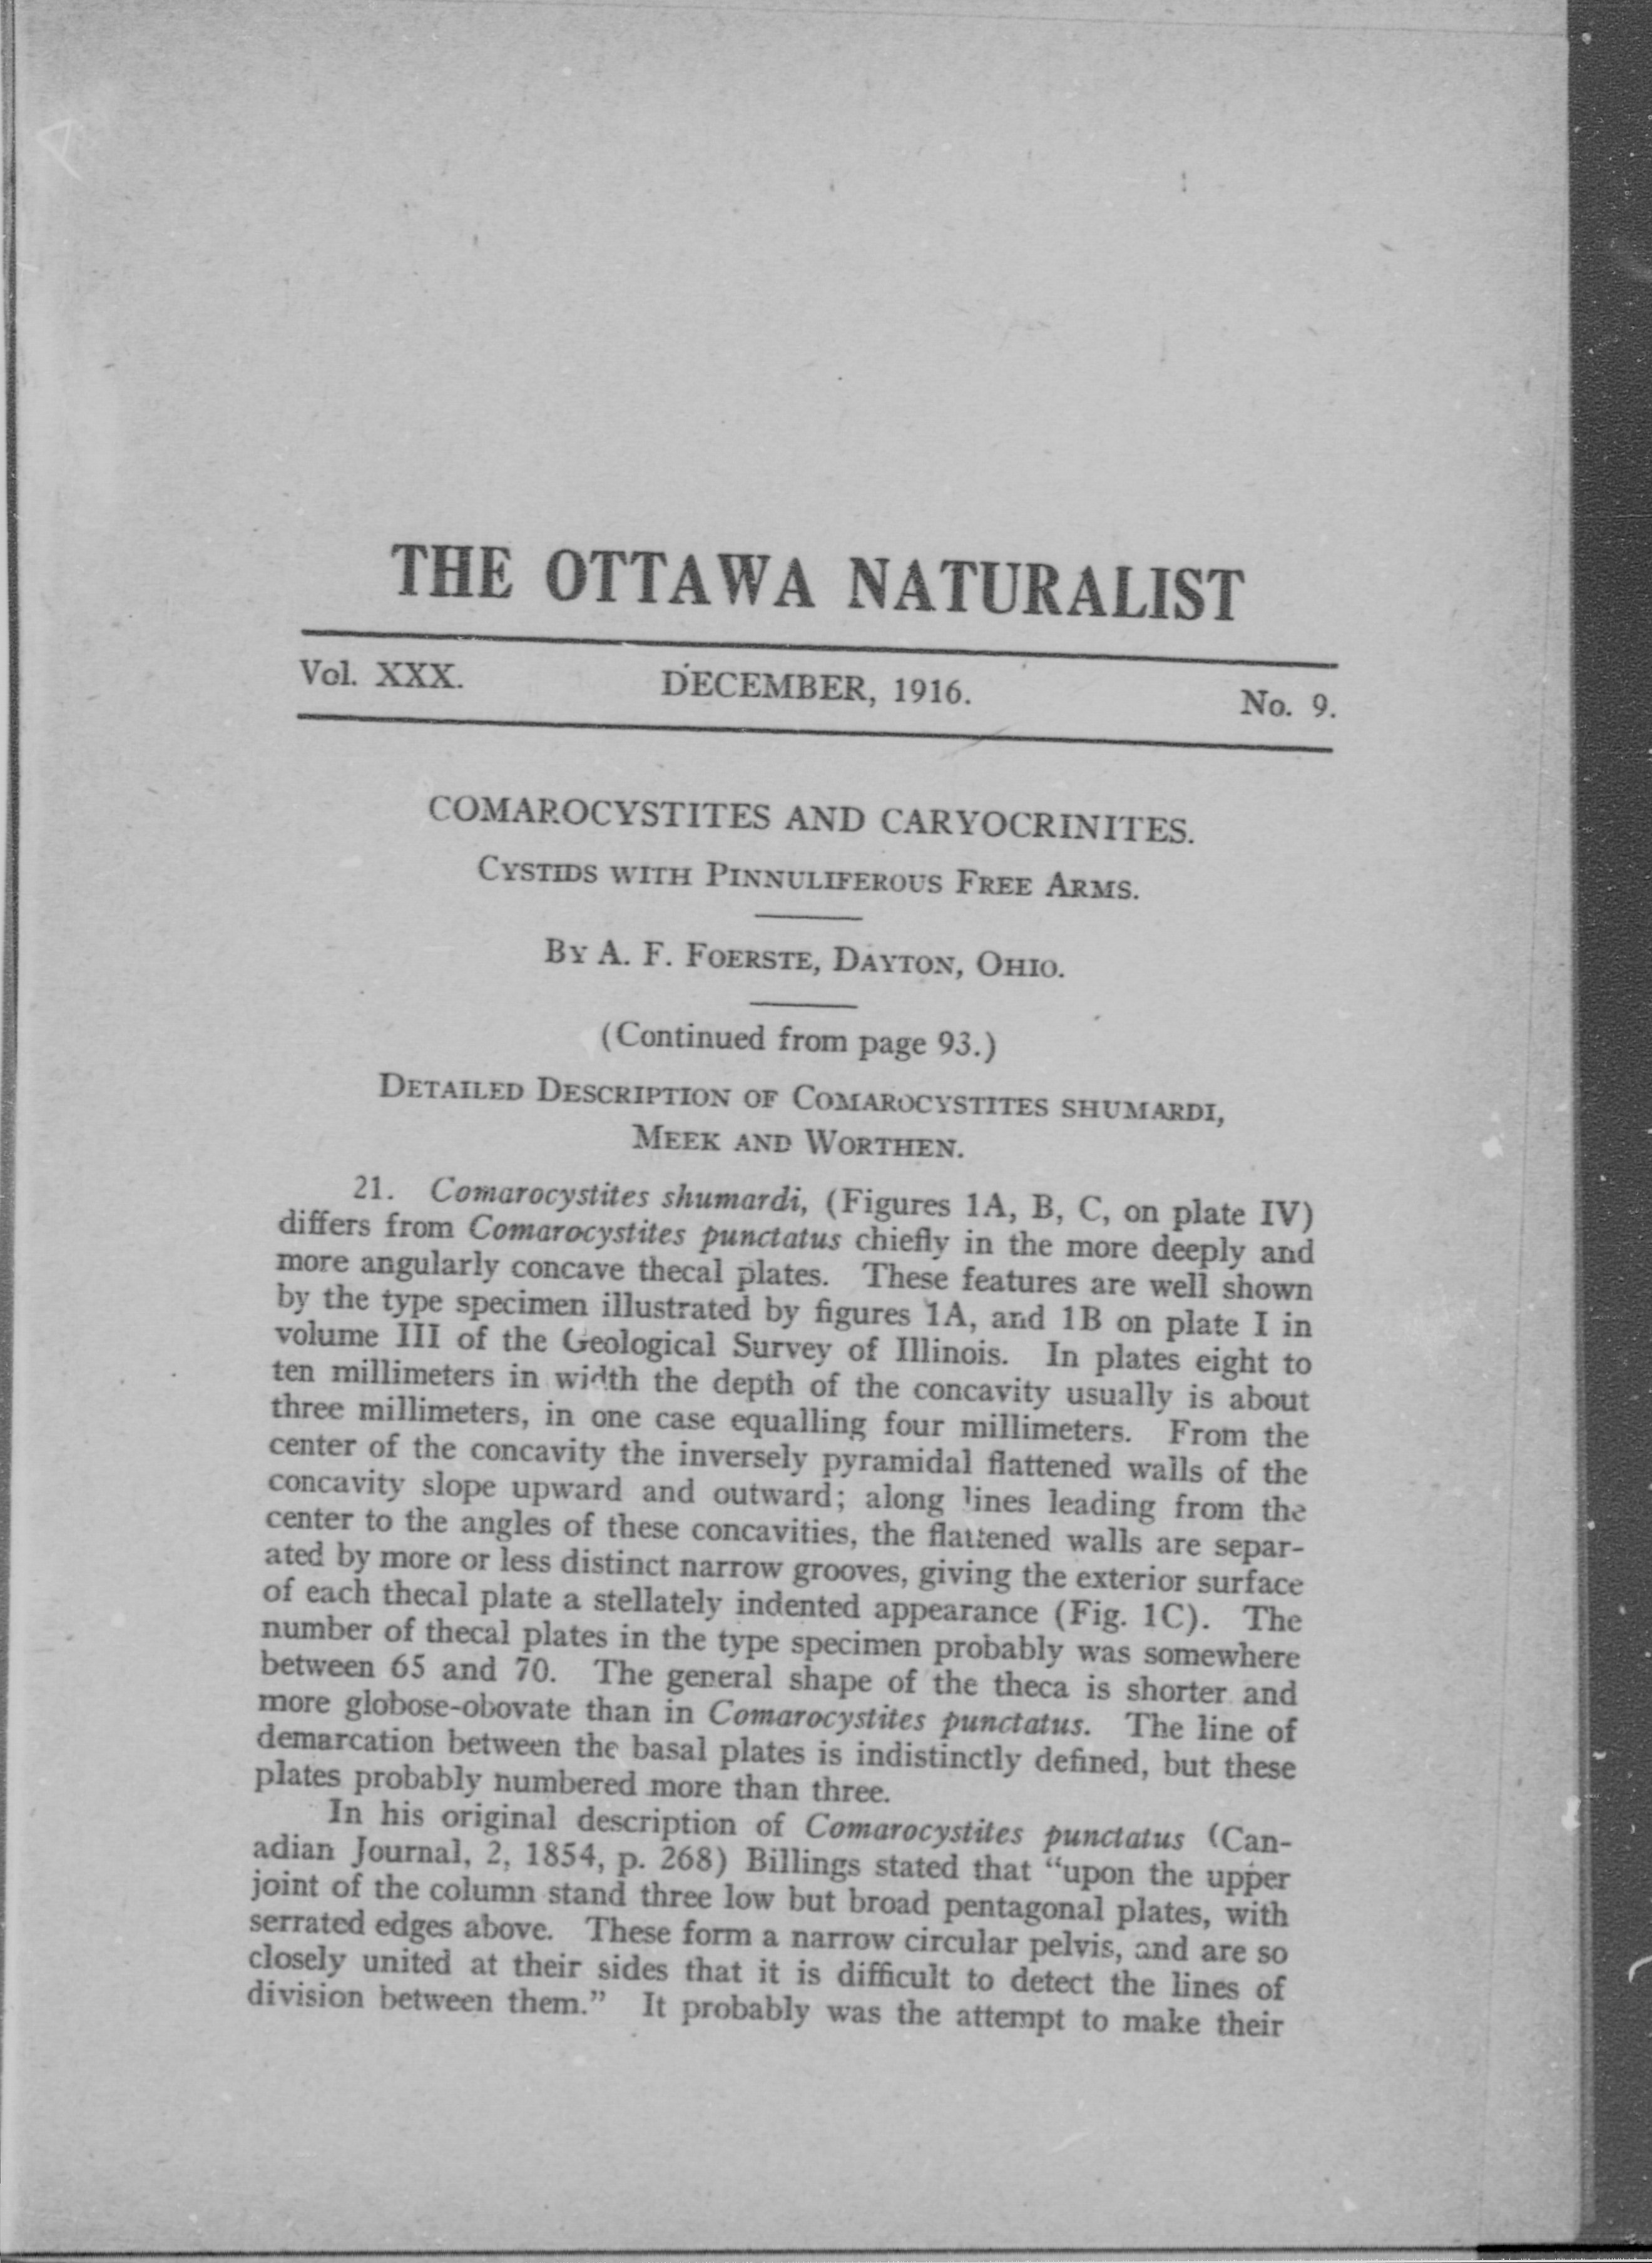 THE OTTAWA NATURALIST
Vol. XXX. DECEMBER, 1916. No. 9.
COMAROCYSTITES AND CARYOCRINITES.
CYSTIDS WITH PINNULIFEROUS FREE ARMS.
BY A. F. FOERSTE, DAYTON, OHIO.
(Continued from page 93.)
DETAILED DESCRIPTION OF COMAROCYSTITES SHUMARDI,
MEEK AND WORTHEN.
21. Comarocystites shumardi, (Figures 1A, B, C, on plate IV)
differs from Comarocystites punctatus chiefly in the more deeply and
more angularly concave thecal plates. These features are well shown
by the type specimen illustrated by figures 1A, and 1B on plate I in
volume III of the Geological Survey of Illinois. In plates eight to
ten millimeters in width the depth of the concavity usually is about
three millimeters, in one case equalling four millimeters. From the
center of the concavity the inversely pyramidal flattened walls of the
concavity slope upward and outward; along lines leading from the
center to the angles of these concavities, the flattened walls are separ-
ated by more or less distinct narrow grooves, giving the exterior surface
of each thecal plate a stellately indented appearance (Fig. 1C). The
number of thecal plates in the type specimen probably was somewhere
between 65 and 70. The general shape of the theca is shorter and
more globose-obovate than in Comarocystites punctatus. The line of
demarcation between the basal plates is indistinctly defined, but these
plates probably numbered more than three.
In his original description of Comarocystites punctatus (Can-
adian Journal, 2, 1854, p. 268) Billings stated that “upon the upper
joint of the column stand three low but broad pentagonal plates, with
serrated edges above. These form a narrow circular pelvis, and are so
closely united at their sides that it is difficult to detect the lines of
division between them.” It probably was the attempt to make their